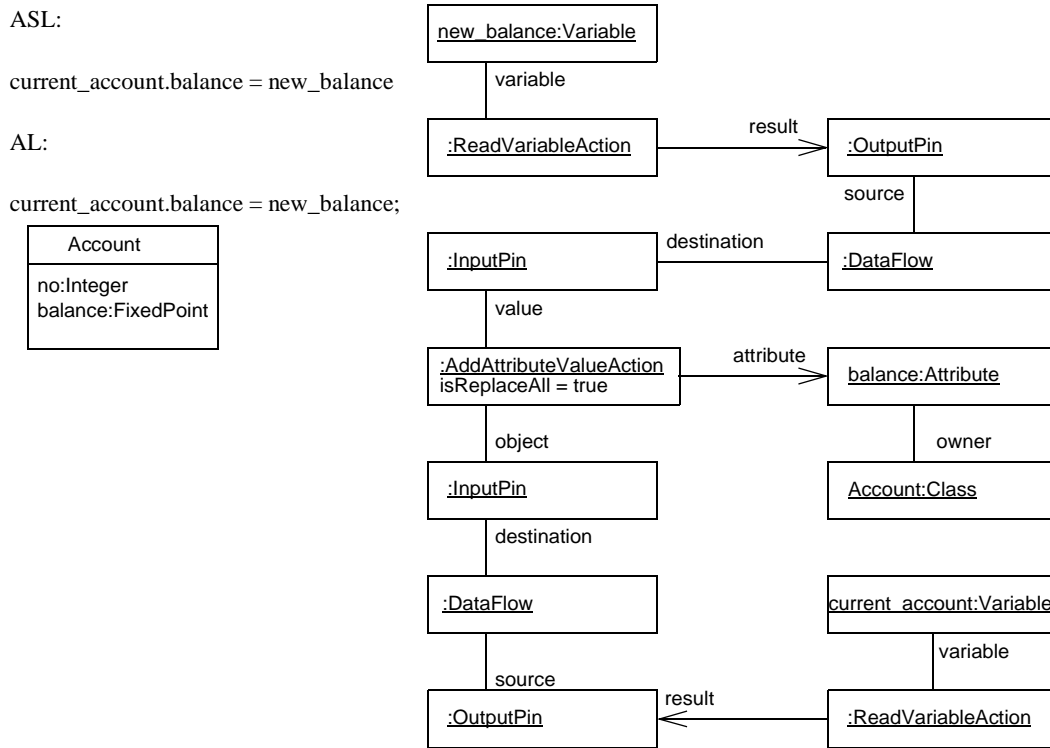 ASL:
current_account.balance = new_balance
AL:
current_account.balance = new_balance;
Account
no:Integer
balance:FixedPoint
new_balance:Variable
variable
:ReadVariableAction
result
:OutputPin
source
:InputPin
destination
:DataFlow
value
:AddAttributeValueAction
isReplaceAll = true
attribute
balance:Attribute
object
owner
:InputPin
Account:Class
destination
:DataFlow
current_account:Variable
variable
source
:OutputPin
result
:ReadVariableAction